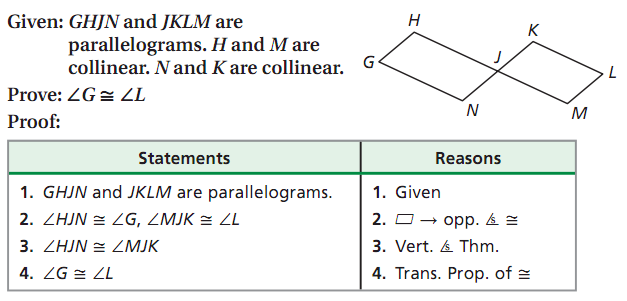 Given: GHJN and JKLM are
parallelograms. H and M are
collinear. N and K are collinear.
Prove: ∠G ≅ ∠L
Proof:
H
K
G
J
L
N
M
Statements
Reasons
1. GHJN and JKLM are parallelograms.
1. Given
2. ∠HJN ≅ ∠G, ∠MJK ≅ ∠L
2. ▱ → opp. ∠s ≅
3. ∠HJN ≅ ∠MJK
3. Vert. ∠s Thm.
4. ∠G ≅ ∠L
4. Trans. Prop. of ≅